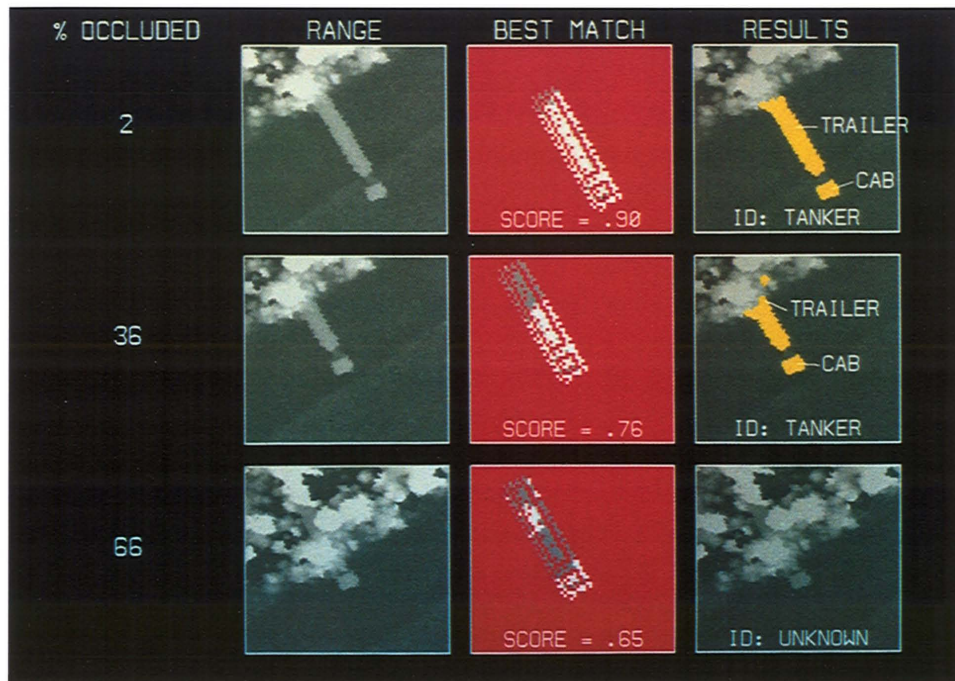 % OCCLUDED RANGE BEST MATCH RESULTS
2
TRAILER
CAB
SCORE = .90 ID: TANKER
36
TRAILER
CAB
SCORE = .76 ID: TANKER
66
SCORE = .65 ID: UNKNOWN